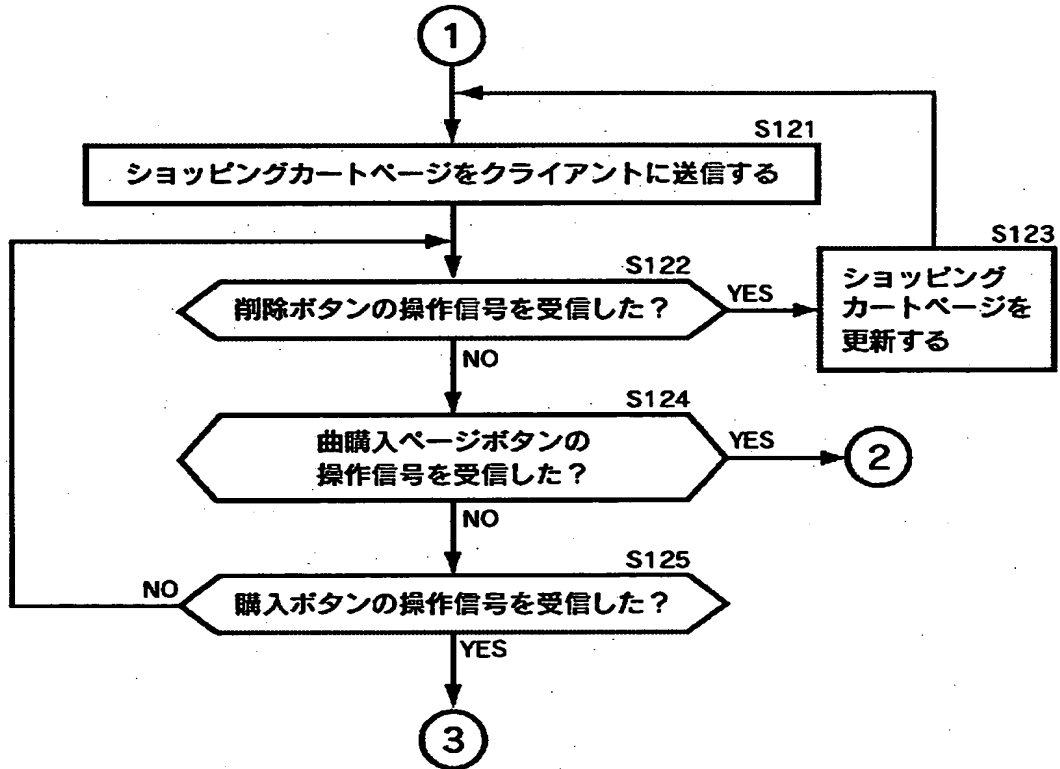 1
S121
ショッピングカートページをクライアントに送信する
S122
削除ボタンの操作信号を受信した？
YES
S123
ショッピング
カートページを
更新する
NO
S124
曲購入ページボタンの
操作信号を受信した？
YES
2
NO
S125
購入ボタンの操作信号を受信した？
NO
YES
3